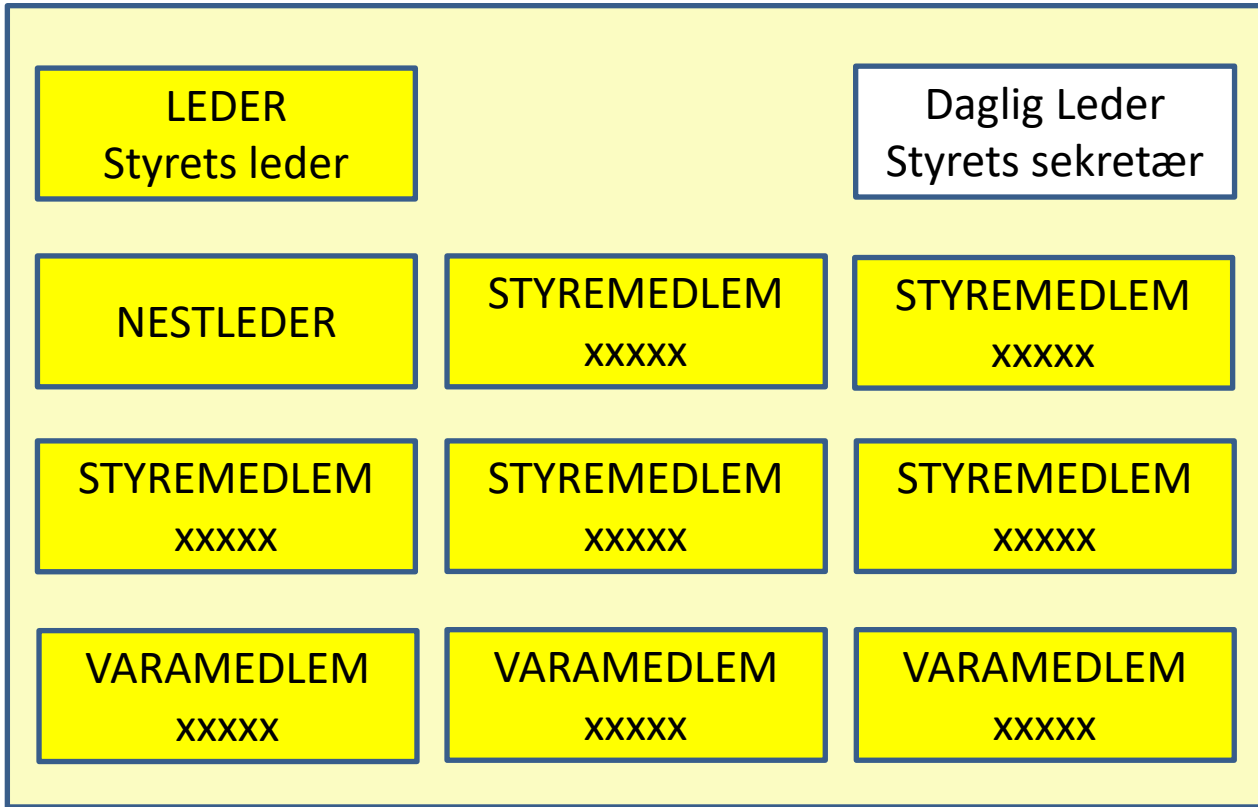 LEDER
Styrets leder
Daglig Leder
Styrets sekretær
NESTLEDER
STYREMEDLEM
xxxxx
STYREMEDLEM
xxxxx
STYREMEDLEM
xxxxx
STYREMEDLEM
xxxxx
STYREMEDLEM
xxxxx
VARAMEDLEM
xxxxx
VARAMEDLEM
xxxxx
VARAMEDLEM
xxxxx